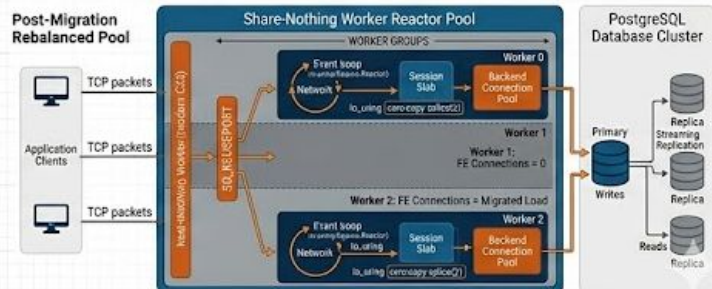 Post-Migration
Rebalanced Pool
Application
Clients
TCP packets
TCP packets
TCP packets
Share-Nothing Worker Reactor Pool
WORKER GROUPS
SO_REUSEPORT
Worker 0
Network
Session
Slab
Backend
Connection
Pool
Worker 1
Worker 1:
FE Connections = 0
Worker 2: FE Connections = Migrated Load
Worker 2
Network
Session
Slab
Backend
Connection
Pool
PostgreSQL
Database Cluster
Primary
Writes
Replica
Streaming
Replication
Replica
Reads
Replica